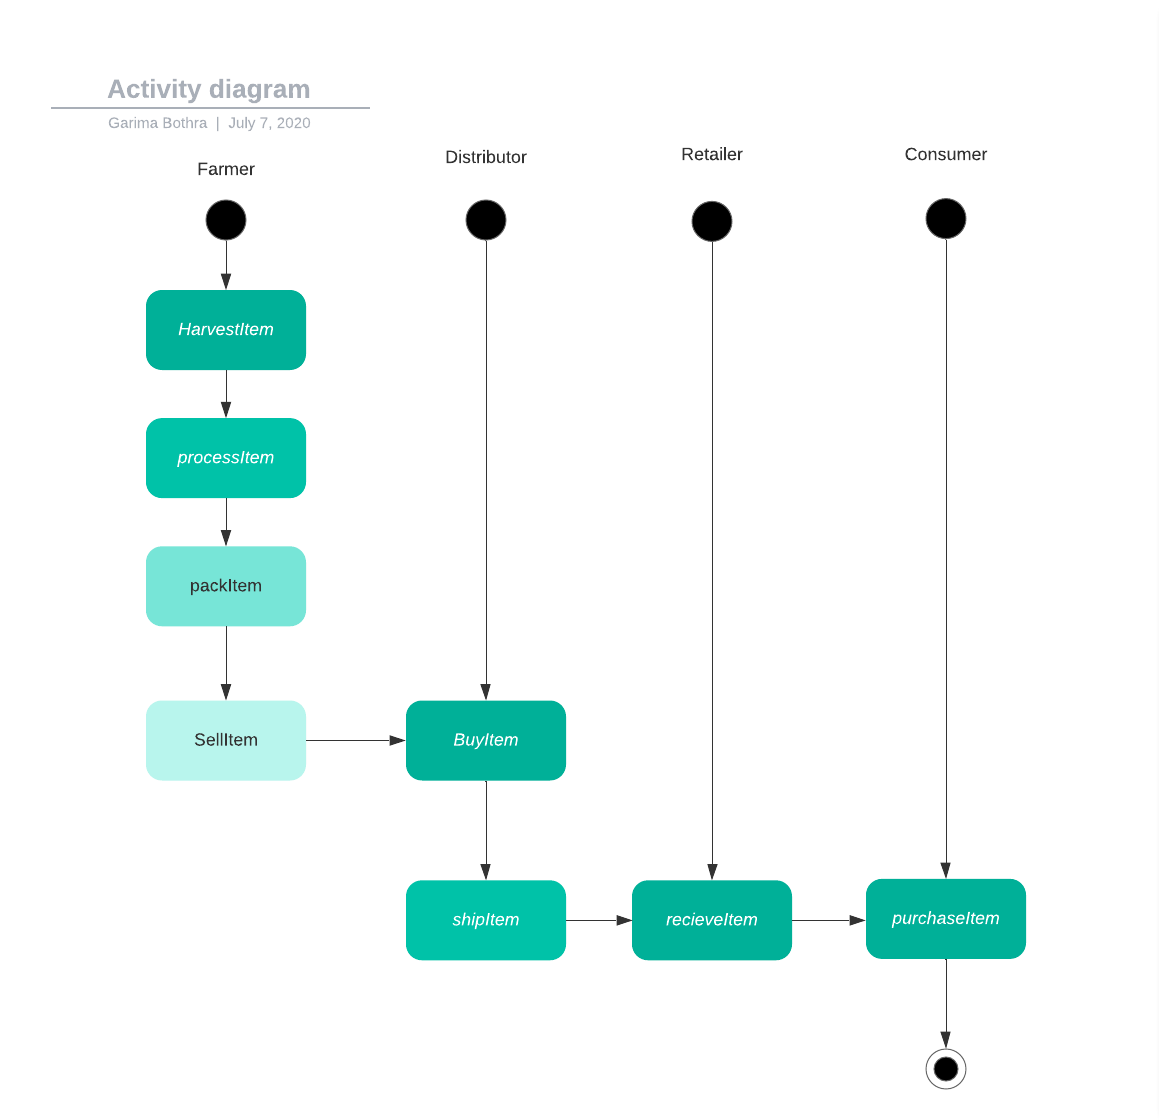 Activity diagram
Garima Bothra | July 7, 2020
Farmer
Distributor
Retailer
Consumer
HarvestItem
processItem
packItem
SellItem
BuyItem
shipItem
recieveItem
purchaseItem